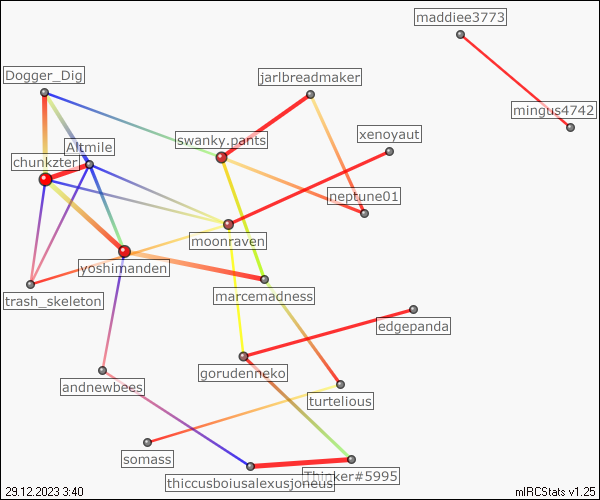 maddiee3773
Dogger_Dig
jarlbreadmaker
mingus4742
swanky.pants
xenoyaut
Altmile
chunkzter
neptune01
moonraven
yoshimanden
trash_skeleton
marcemadness
edgepanda
gorudenneko
andnewbees
turtelious
somass
Thinker#5995
thiccusboiusalexusjoneus
29.12.2023 3:40
mIRCStats v1.25